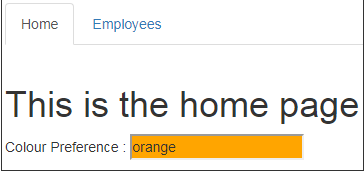 Home Employees
This is the home page
Colour Preference : orange